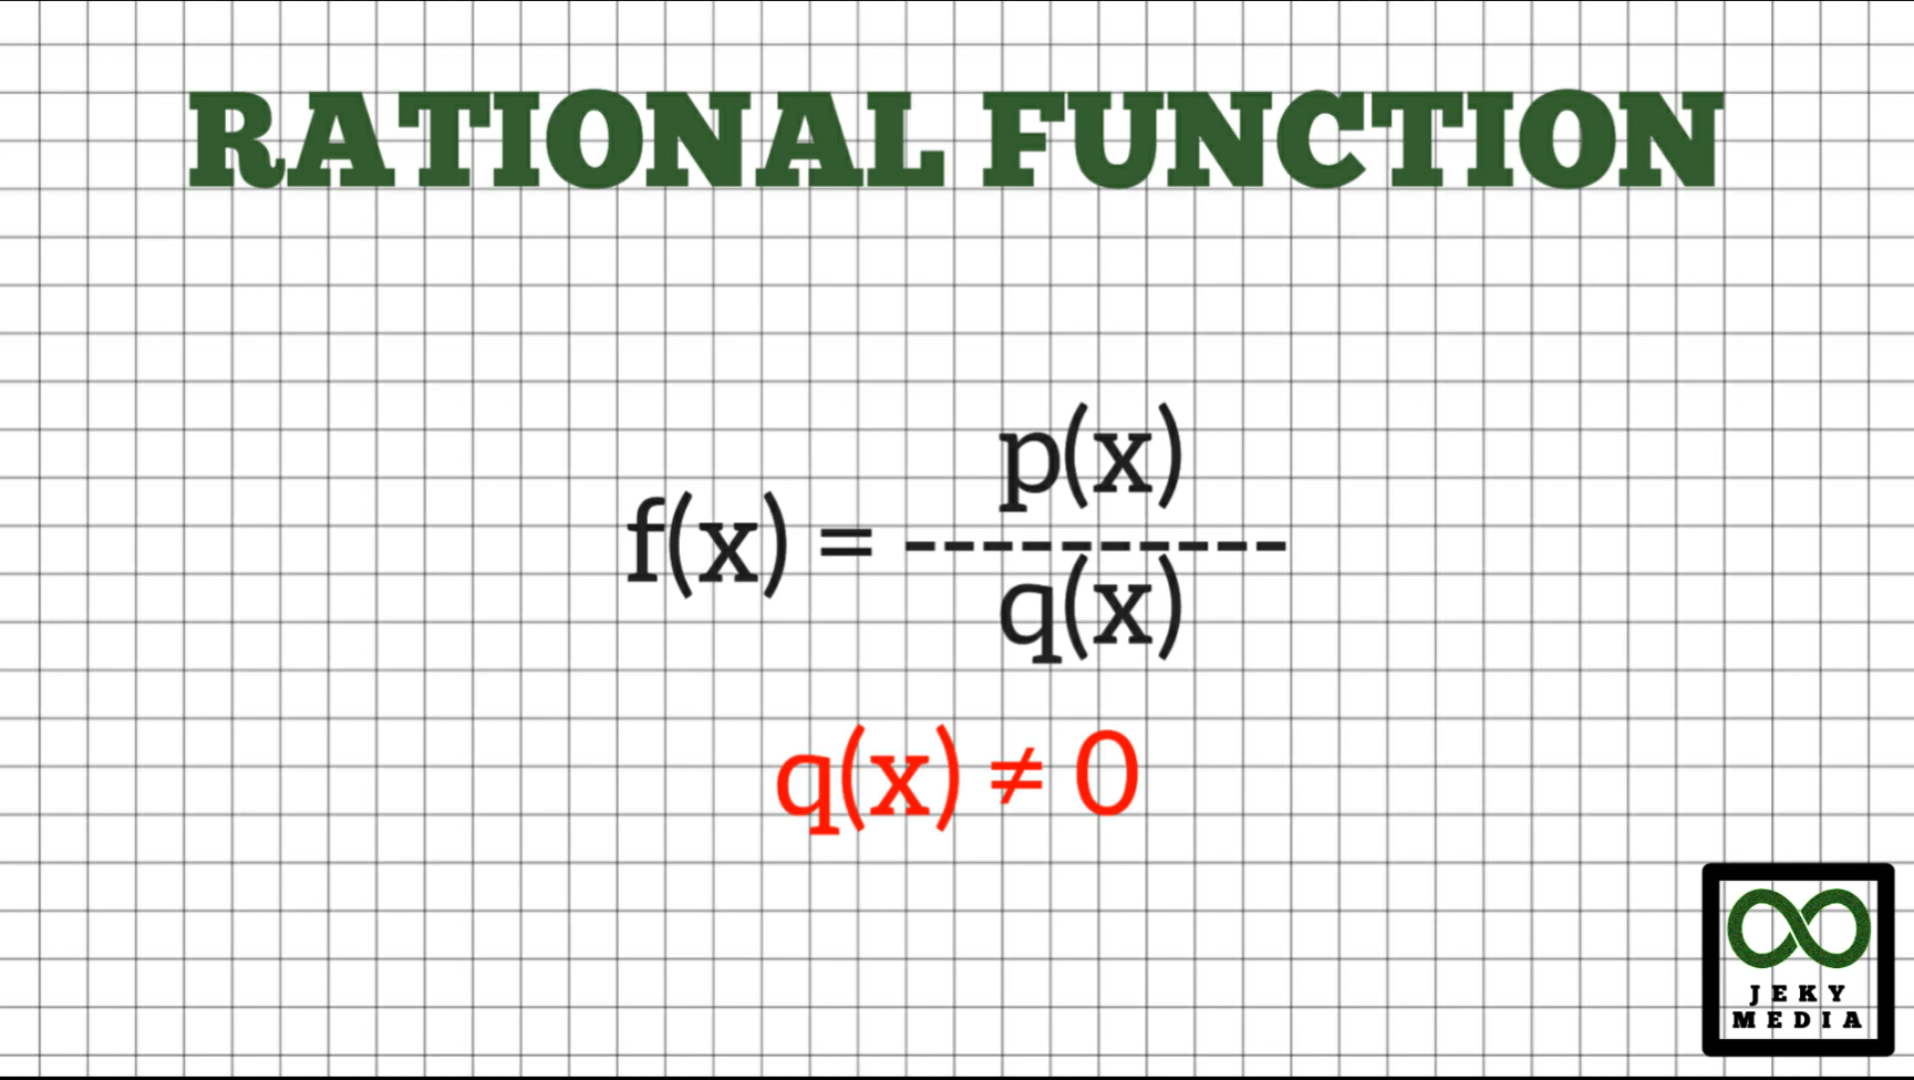 RATIONAL FUNCTION
p(x)
f(x) = ----------
q(x)
q(x) ≠ 0
JEKY
MEDIA